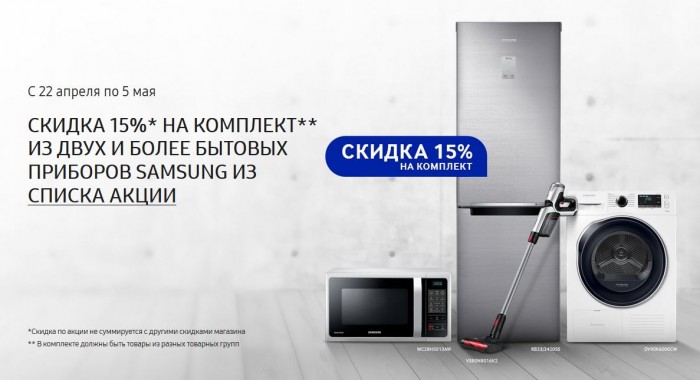 С 22 апреля по 5 мая
СКИДКА 15%* НА КОМПЛЕКТ**
ИЗ ДВУХ И БОЛЕЕ БЫТОВЫХ
ПРИБОРОВ SAMSUNG ИЗ
СПИСКА АКЦИИ
СКИДКА 15%
НА КОМПЛЕКТ
SAMSUNG
SAMSUNG
*Скидка по акции не суммируется с другими скидками магазина
** В комплекте должны быть товары из разных товарных групп